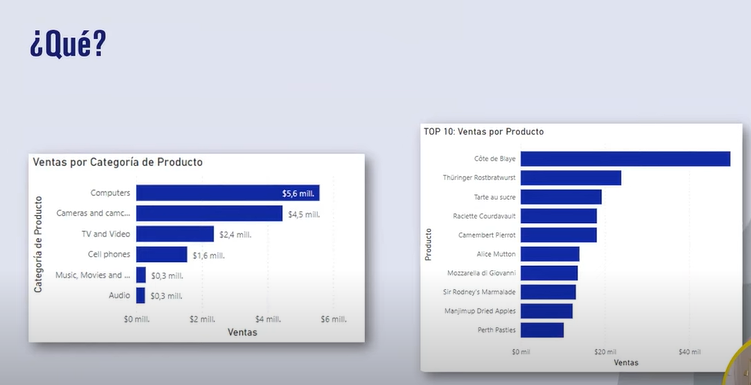 ¿Qué?
Ventas por Categoría de Producto
Categoría de Producto
Computers
$5,6 mill.
Cameras and camc...
$4,5 mill.
TV and Video
$2,4 mill.
Cell phones
$1,6 mill.
Music, Movies and ...
$0,3 mill.
Audio
$0,3 mill.
$0 mill. $2 mill. $4 mill. $6 mill.
Ventas
TOP 10: Ventas por Producto
Producto
Côte de Blaye
Thüringer Rostbratwurst
Tarte au sucre
Raclette Courdavault
Camembert Pierrot
Alice Mutton
Mozzarella di Giovanni
Sir Rodney's Marmalade
Manjimup Dried Apples
Perth Pasties
$0 mil $20 mil $40 mil
Ventas